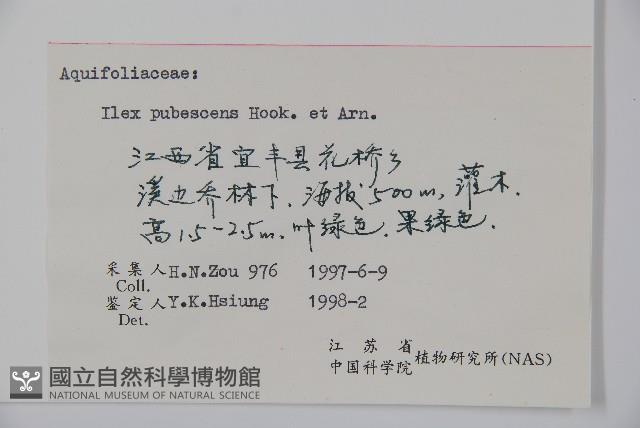 Aquifoliaceae:
Ilex pubescens Hook. et Arn.
江西省宜丰县花桥乡
溪边乔林下. 海拔500m, 灌木.
高1.5-2.5m. 叶绿色. 果绿色.
采集人 H.N.Zou 976 1997-6-9
Coll.
鉴定人 Y.K.Hsiung 1998-2
Det.
江苏省
中国科学院 植物研究所(NAS)
國立自然科學博物館
NATIONAL MUSEUM OF NATURAL SCIENCE